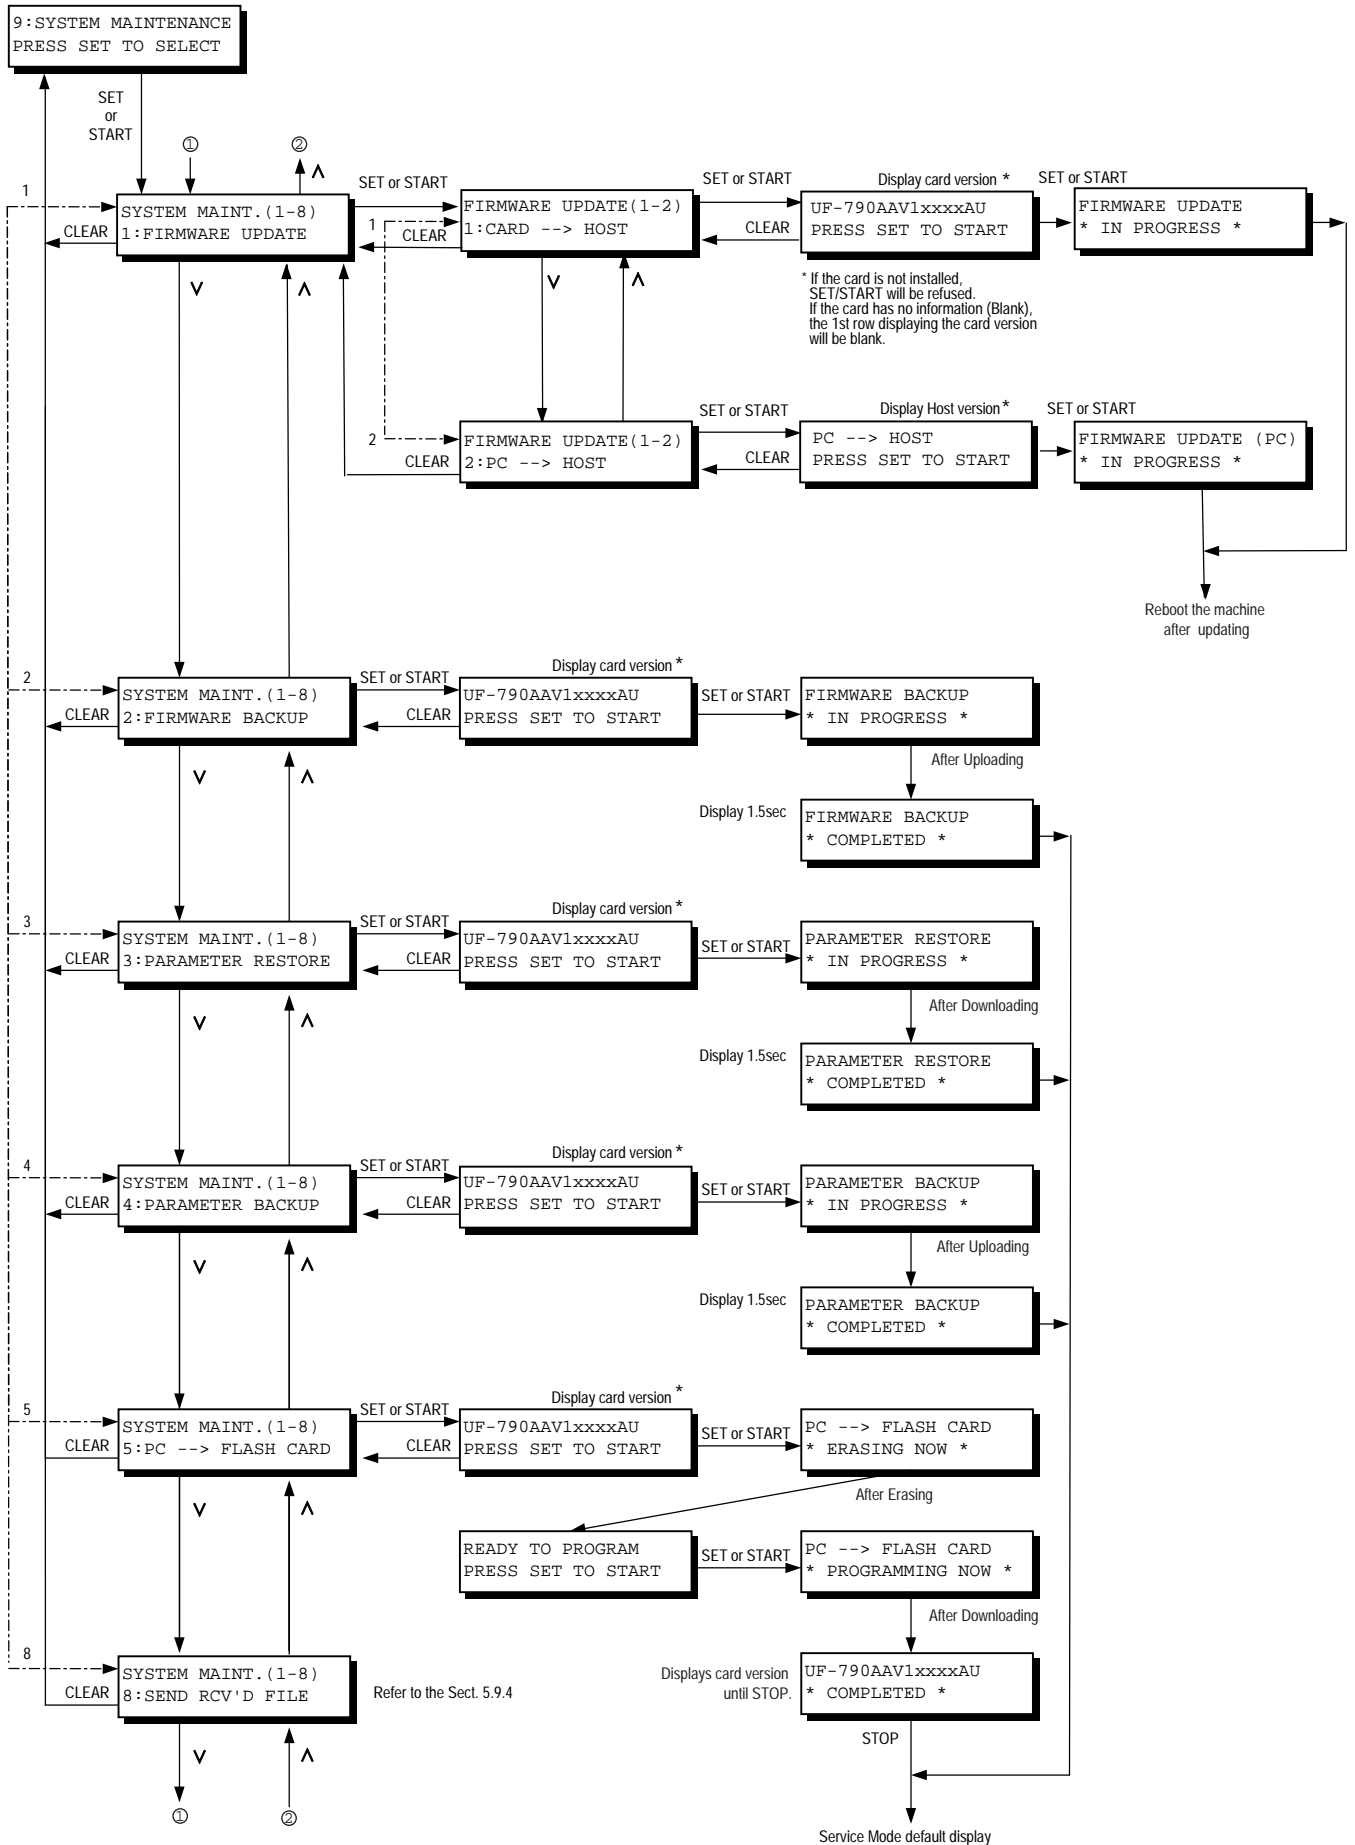 9:SYSTEM MAINTENANCE
PRESS SET TO SELECT
SET
or
START
①
②
∧
1
SYSTEM MAINT.(1-8)
1:FIRMWARE UPDATE
CLEAR
∨
∧
SET or START
CLEAR
1
FIRMWARE UPDATE(1-2)
1:CARD --> HOST
∨
∧
SET or START
CLEAR
Display card version *
UF-790AAV1xxxxAU
PRESS SET TO START
SET or START
FIRMWARE UPDATE
* IN PROGRESS *
* If the card is not installed,
SET/START will be refused.
If the card has no information (Blank),
the 1st row displaying the card version
will be blank.
2
FIRMWARE UPDATE(1-2)
2:PC --> HOST
CLEAR
SET or START
CLEAR
Display Host version *
PC --> HOST
PRESS SET TO START
SET or START
FIRMWARE UPDATE (PC)
* IN PROGRESS *
Reboot the machine
after updating
2
SYSTEM MAINT.(1-8)
2:FIRMWARE BACKUP
CLEAR
∨
∧
SET or START
CLEAR
Display card version *
UF-790AAV1xxxxAU
PRESS SET TO START
SET or START
FIRMWARE BACKUP
* IN PROGRESS *
After Uploading
Display 1.5sec
FIRMWARE BACKUP
* COMPLETED *
3
SYSTEM MAINT.(1-8)
3:PARAMETER RESTORE
CLEAR
∨
∧
SET or START
CLEAR
Display card version *
UF-790AAV1xxxxAU
PRESS SET TO START
SET or START
PARAMETER RESTORE
* IN PROGRESS *
After Downloading
Display 1.5sec
PARAMETER RESTORE
* COMPLETED *
4
SYSTEM MAINT.(1-8)
4:PARAMETER BACKUP
CLEAR
∨
∧
SET or START
CLEAR
Display card version *
UF-790AAV1xxxxAU
PRESS SET TO START
SET or START
PARAMETER BACKUP
* IN PROGRESS *
After Uploading
Display 1.5sec
PARAMETER BACKUP
* COMPLETED *
5
SYSTEM MAINT.(1-8)
5:PC --> FLASH CARD
CLEAR
∨
∧
SET or START
CLEAR
Display card version *
UF-790AAV1xxxxAU
PRESS SET TO START
SET or START
PC --> FLASH CARD
* ERASING NOW *
After Erasing
READY TO PROGRAM
PRESS SET TO START
SET or START
PC --> FLASH CARD
* PROGRAMMING NOW *
After Downloading
8
SYSTEM MAINT.(1-8)
8:SEND RCV'D FILE
CLEAR
∨
∧
①
②
Refer to the Sect. 5.9.4
Displays card version
until STOP.
UF-790AAV1xxxxAU
* COMPLETED *
STOP
Service Mode default display